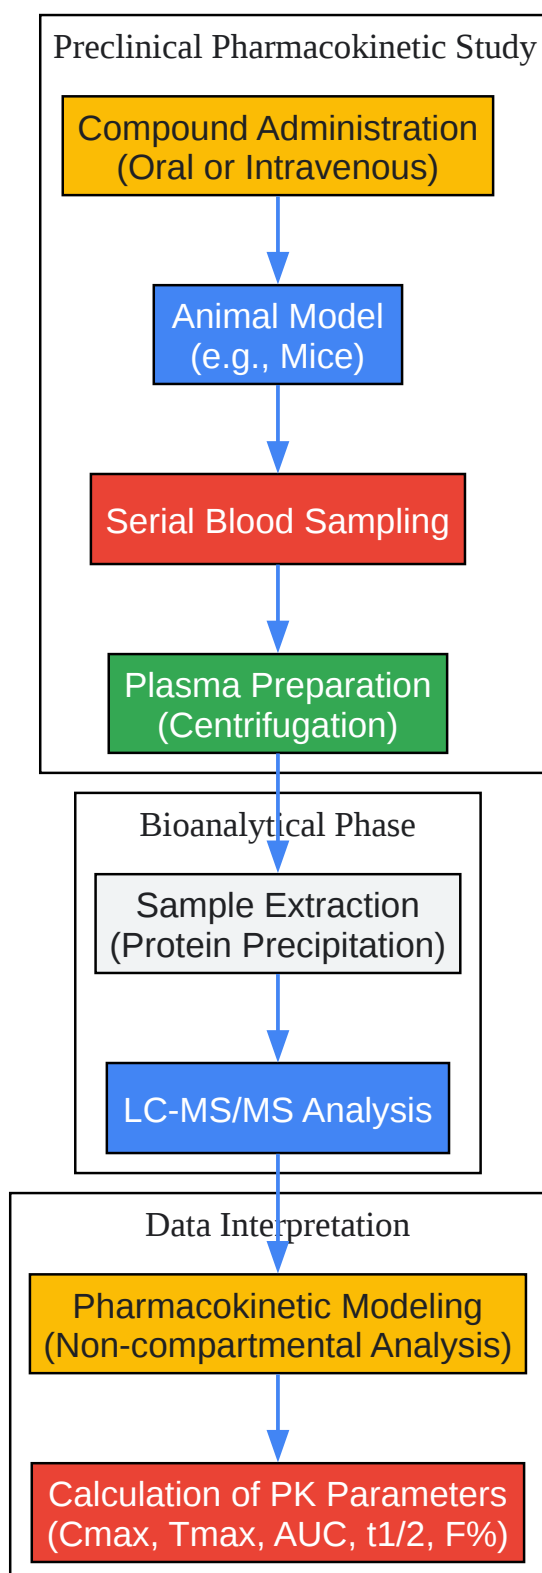 Preclinical Pharmacokinetic Study
Compound Administration
(Oral or Intravenous)
Animal Model
(e.g., Mice)
Serial Blood Sampling
Plasma Preparation
(Centrifugation)
Bioanalytical Phase
Sample Extraction
(Protein Precipitation)
LC-MS/MS Analysis
Data Interpretation
Pharmacokinetic Modeling
(Non-compartmental Analysis)
Calculation of PK Parameters
(Cmax, Tmax, AUC, t1/2, F%)